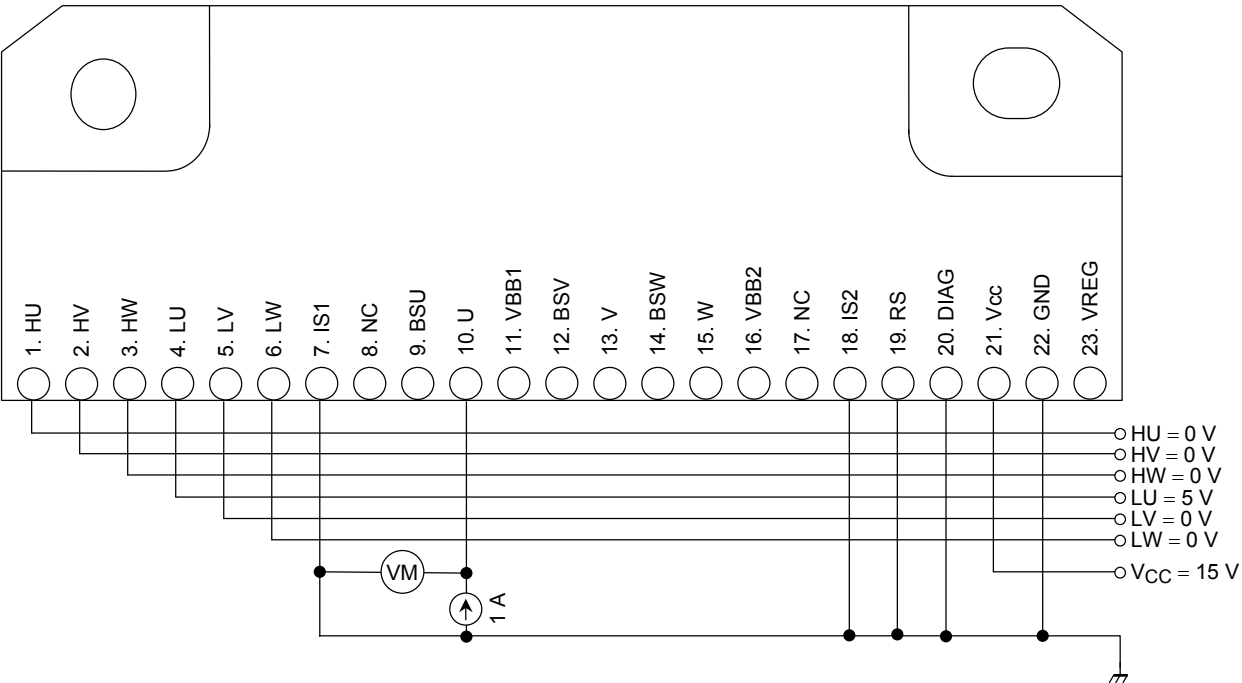 1. HU
2. HV
3. HW
4. LU
5. LV
6. LW
7. IS1
8. NC
9. BSU
10. U
11. VBB1
12. BSV
13. V
14. BSW
15. W
16. VBB2
17. NC
18. IS2
19. RS
20. DIAG
21. Vcc
22. GND
23. VREG
HU = 0 V
HV = 0 V
HW = 0 V
LU = 5 V
LV = 0 V
LW = 0 V
VM
VCC = 15 V
1 A